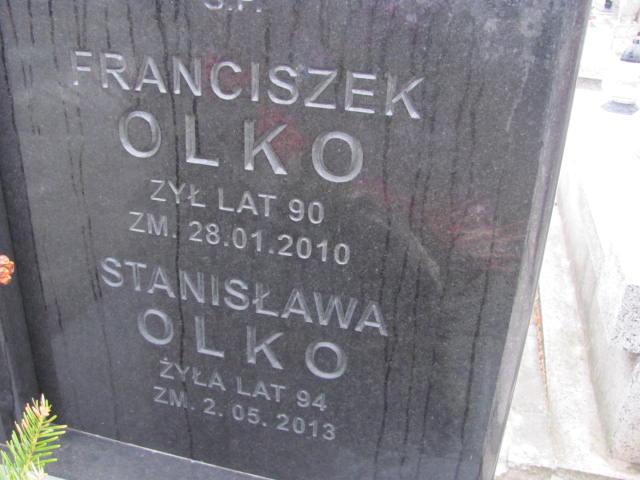 Ś.P.
FRANCISZEK
OLKO
ŻYŁ LAT 90
ZM. 28.01.2010
STANISŁAWA
OLKO
ŻYŁA LAT 94
ZM. 2.05.2013